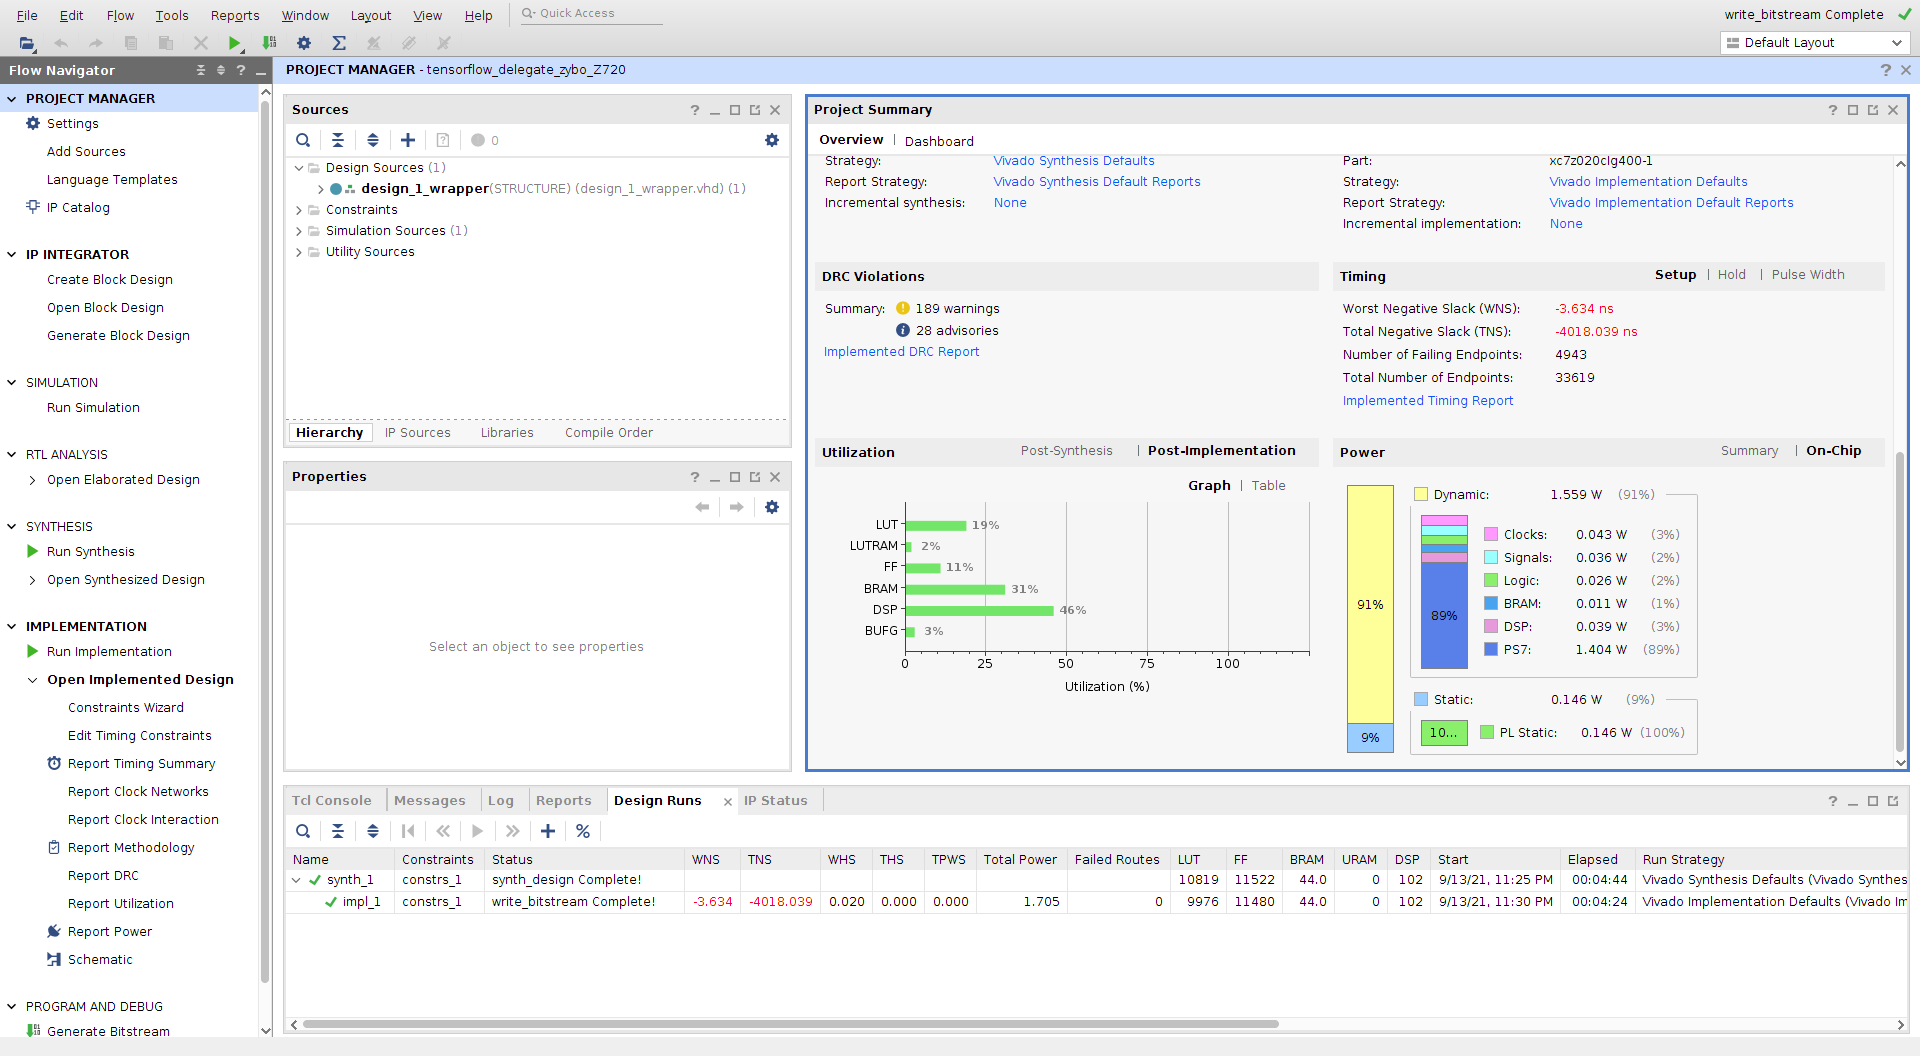 File Edit Flow Tools Reports Window Layout View Help Quick Access
write_bitstream Complete
Default Layout
Flow Navigator
PROJECT MANAGER
Settings
Add Sources
Language Templates
IP Catalog
IP INTEGRATOR
Create Block Design
Open Block Design
Generate Block Design
SIMULATION
Run Simulation
RTL ANALYSIS
Open Elaborated Design
SYNTHESIS
Run Synthesis
Open Synthesized Design
IMPLEMENTATION
Run Implementation
Open Implemented Design
Constraints Wizard
Edit Timing Constraints
Report Timing Summary
Report Clock Networks
Report Clock Interaction
Report Methodology
Report DRC
Report Utilization
Report Power
Schematic
PROGRAM AND DEBUG
Generate Bitstream
PROJECT MANAGER - tensorflow_delegate_zybo_Z720
Sources
0
Design Sources (1)
design_1_wrapper(STRUCTURE) (design_1_wrapper.vhd) (1)
Constraints
Simulation Sources (1)
Utility Sources
Hierarchy IP Sources Libraries Compile Order
Properties
Select an object to see properties
Project Summary
Overview | Dashboard
Strategy: Vivado Synthesis Defaults
Report Strategy: Vivado Synthesis Default Reports
Incremental synthesis: None
Part: xc7z020clg400-1
Strategy: Vivado Implementation Defaults
Report Strategy: Vivado Implementation Default Reports
Incremental implementation: None
DRC Violations
Summary: 189 warnings
28 advisories
Implemented DRC Report
Timing Setup | Hold | Pulse Width
Worst Negative Slack (WNS): -3.634 ns
Total Negative Slack (TNS): -4018.039 ns
Number of Failing Endpoints: 4943
Total Number of Endpoints: 33619
Implemented Timing Report
Utilization Post-Synthesis | Post-Implementation
Graph | Table
LUT 19%
LUTRAM 2%
FF 11%
BRAM 31%
DSP 46%
BUFG 3%
0 25 50 75 100
Utilization (%)
Power Summary | On-Chip
91%
9%
Dynamic: 1.559 W (91%)
89%
Clocks: 0.043 W (3%)
Signals: 0.036 W (2%)
Logic: 0.026 W (2%)
BRAM: 0.011 W (1%)
DSP: 0.039 W (3%)
PS7: 1.404 W (89%)
Static: 0.146 W (9%)
10... PL Static: 0.146 W (100%)
Tcl Console Messages Log Reports Design Runs IP Status
Name Constraints Status WNS TNS WHS THS TPWS Total Power Failed Routes LUT FF BRAM URAM DSP Start Elapsed Run Strategy
synth_1 constrs_1 synth_design Complete! 10819 11522 44.0 0 102 9/13/21, 11:25 PM 00:04:44 Vivado Synthesis Defaults (Vivado Synthes
impl_1 constrs_1 write_bitstream Complete! -3.634 -4018.039 0.020 0.000 0.000 1.705 0 9976 11480 44.0 0 102 9/13/21, 11:30 PM 00:04:24 Vivado Implementation Defaults (Vivado Im